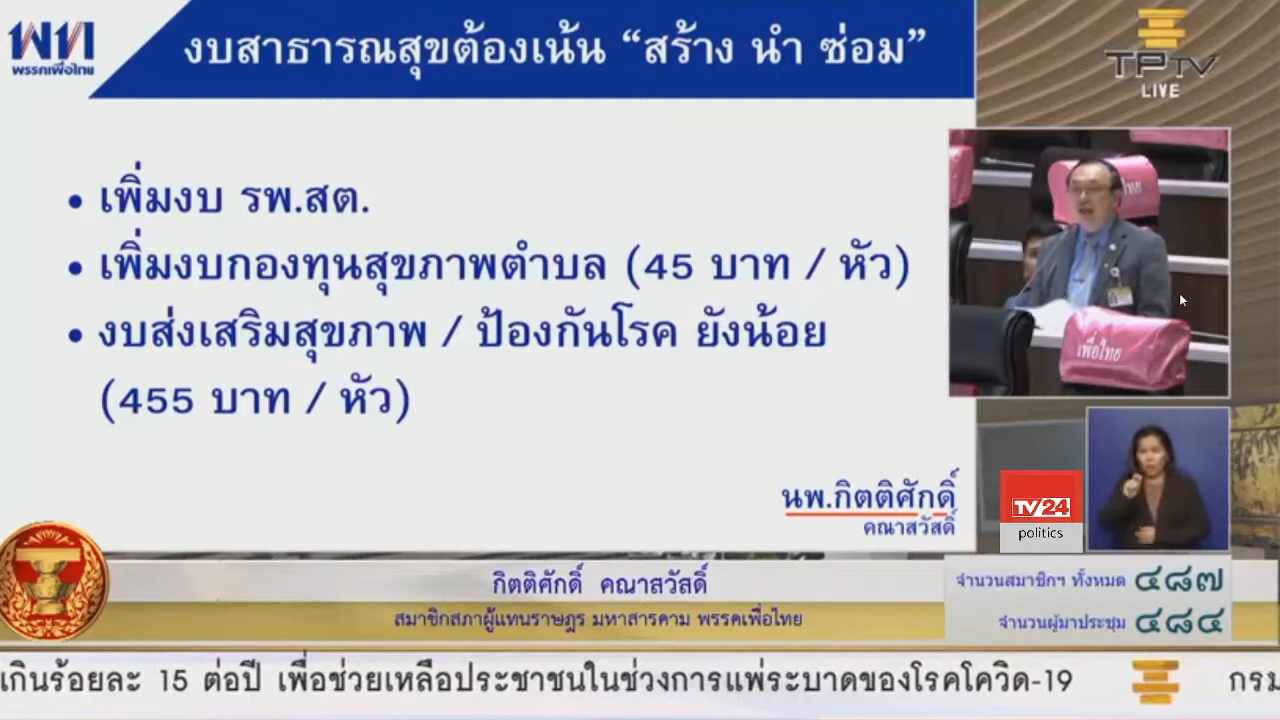 พท
พรรคเพื่อไทย
งบสาธารณสุขต้องเน้น “สร้าง นำ ซ่อม”
TPTV
LIVE
• เพิ่มงบ รพ.สต.
• เพิ่มงบกองทุนสุขภาพตำบล (45 บาท / หัว)
• งบส่งเสริมสุขภาพ / ป้องกันโรค ยังน้อย
(455 บาท / หัว)
ไทย
เพื่อไทย
นพ.กิตติศักดิ์
คณาสวัสดิ์
TV24
politics
กิตติศักดิ์ คณาสวัสดิ์
สมาชิกสภาผู้แทนราษฎร มหาสารคาม พรรคเพื่อไทย
จำนวนสมาชิกฯ ทั้งหมด ๔๘๗
จำนวนผู้มาประชุม ๔๘๔
เกินร้อยละ 15 ต่อปี เพื่อช่วยเหลือประชาชนในช่วงการแพร่ระบาดของโรคโควิด-19 กรม